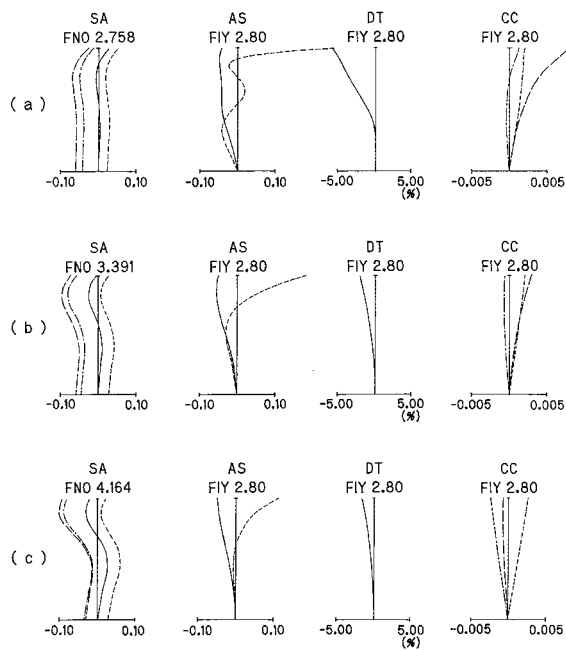 SA AS DT CC
FNO 2.758 FIY 2.80 FIY 2.80 FIY 2.80
(a)
-0.10 0.10 -0.10 0.10 -5.00 5.00 -0.005 0.005
(%)
SA AS DT CC
FNO 3.391 FIY 2.80 FIY 2.80 FIY 2.80
(b)
-0.10 0.10 -0.10 0.10 -5.00 5.00 -0.005 0.005
(%)
SA AS DT CC
FNO 4.164 FIY 2.80 FIY 2.80 FIY 2.80
(c)
-0.10 0.10 -0.10 0.10 -5.00 5.00 -0.005 0.005
(%)